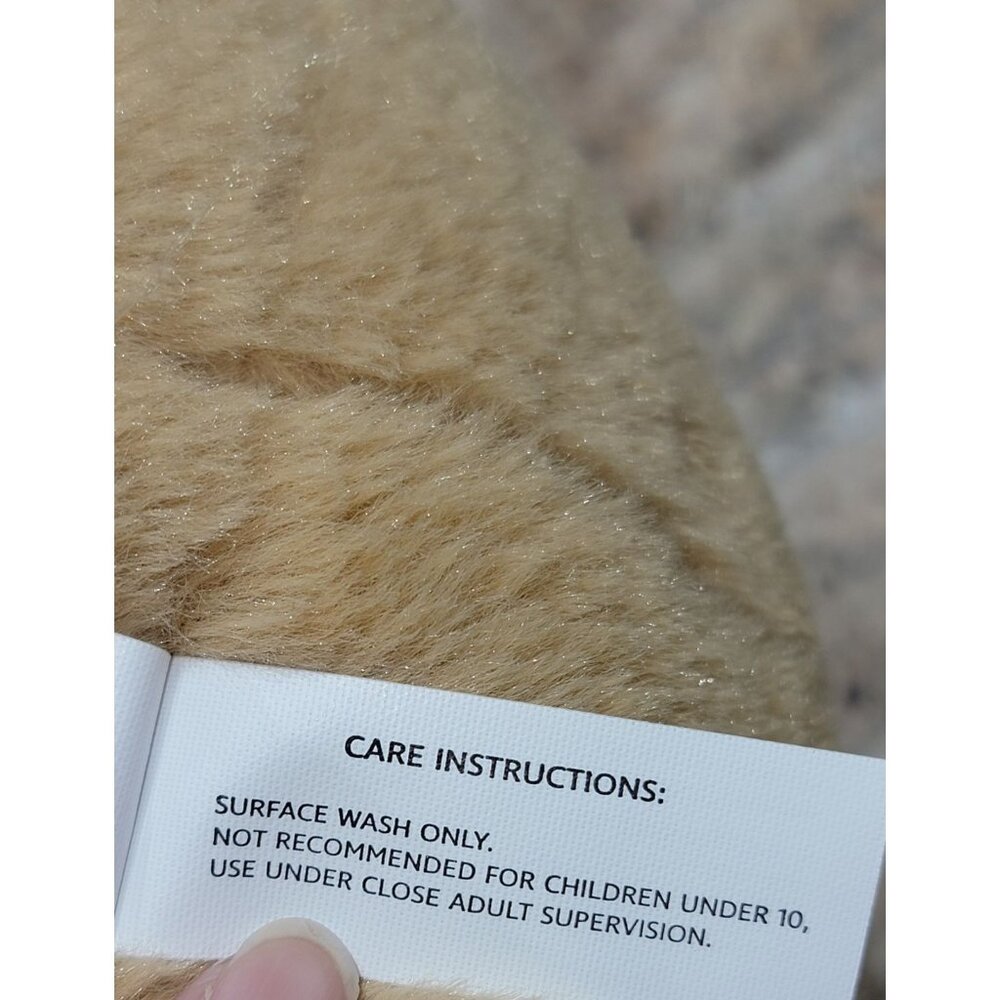 CARE INSTRUCTIONS:
SURFACE WASH ONLY.
NOT RECOMMENDED FOR CHILDREN UNDER 10,
USE UNDER CLOSE ADULT SUPERVISION.